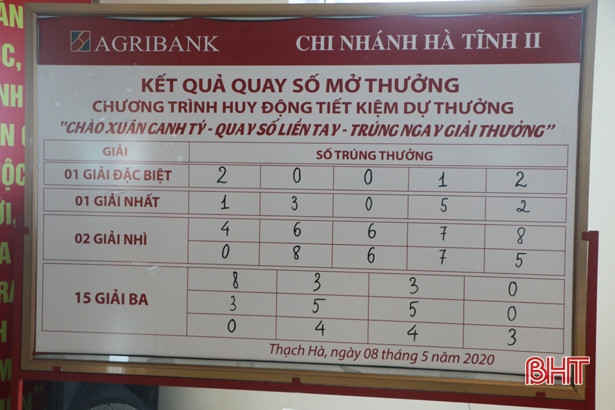 AGRIBANK CHI NHÁNH HÀ TĨNH II
KẾT QUẢ QUAY SỐ MỞ THƯỞNG
CHƯƠNG TRÌNH HUY ĐỘNG TIẾT KIỆM DỰ THƯỞNG
"CHÀO XUÂN CANH TÝ - QUAY SỐ LIỀN TAY - TRÚNG NGAY GIẢI THƯỞNG"
GIẢI SỐ TRÚNG THƯỞNG
01 GIẢI ĐẶC BIỆT 2 0 0 1 2
01 GIẢI NHẤT 1 3 0 5 2
02 GIẢI NHÌ 4 6 6 7 8
0 8 6 7 5
15 GIẢI BA 8 3 3 0
3 5 5 0
0 4 4 3
Thạch Hà, ngày 08 tháng 5 năm 2020
BHT